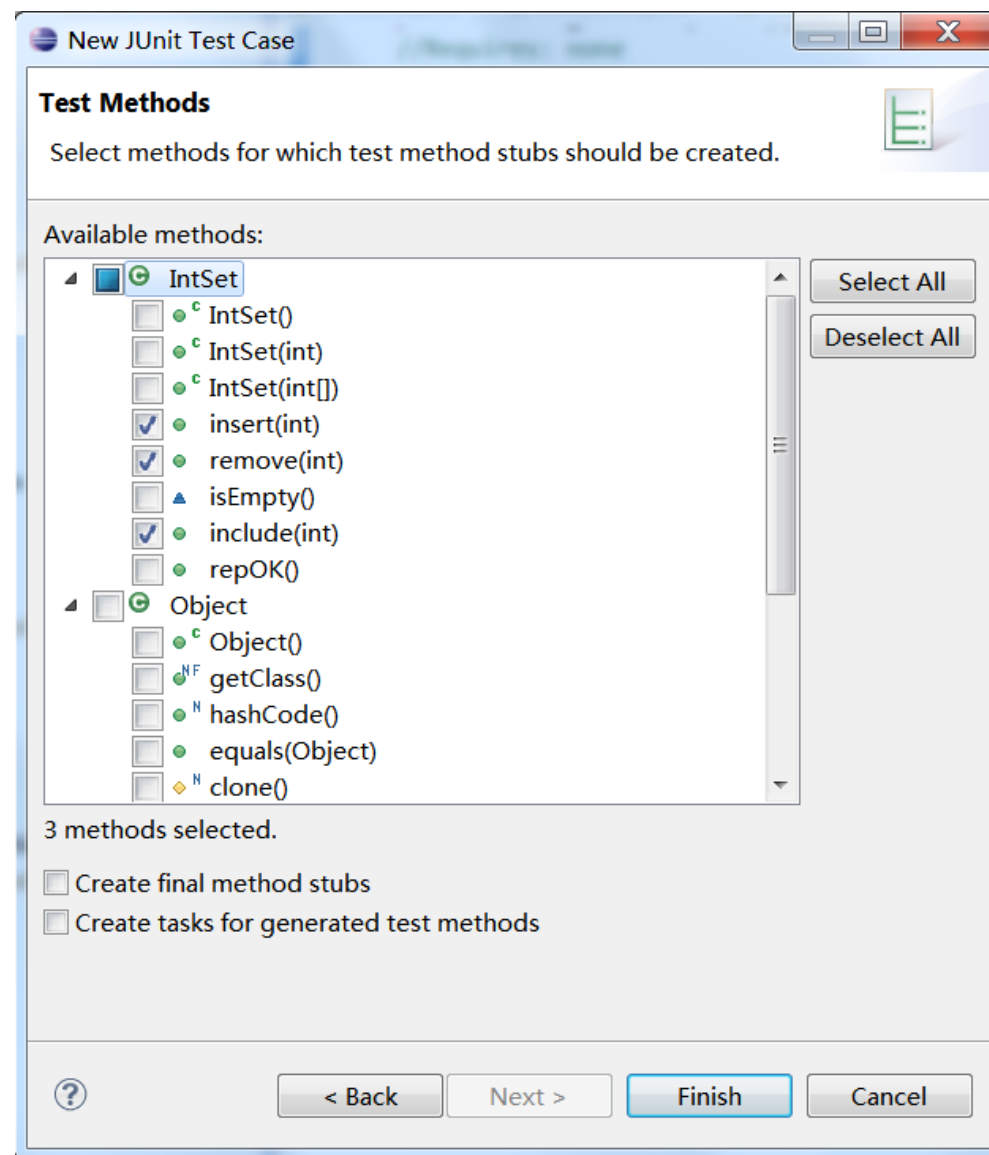 New JUnit Test Case
//Requires: none
Test Methods
Select methods for which test method stubs should be created.
Available methods:
IntSet
Select All
C IntSet()
Deselect All
C IntSet(int)
C IntSet(int[])
insert(int)
remove(int)
isEmpty()
include(int)
repOK()
Object
C Object()
NF getClass()
N hashCode()
equals(Object)
N clone()
3 methods selected.
Create final method stubs
Create tasks for generated test methods
< Back
Next >
Finish
Cancel